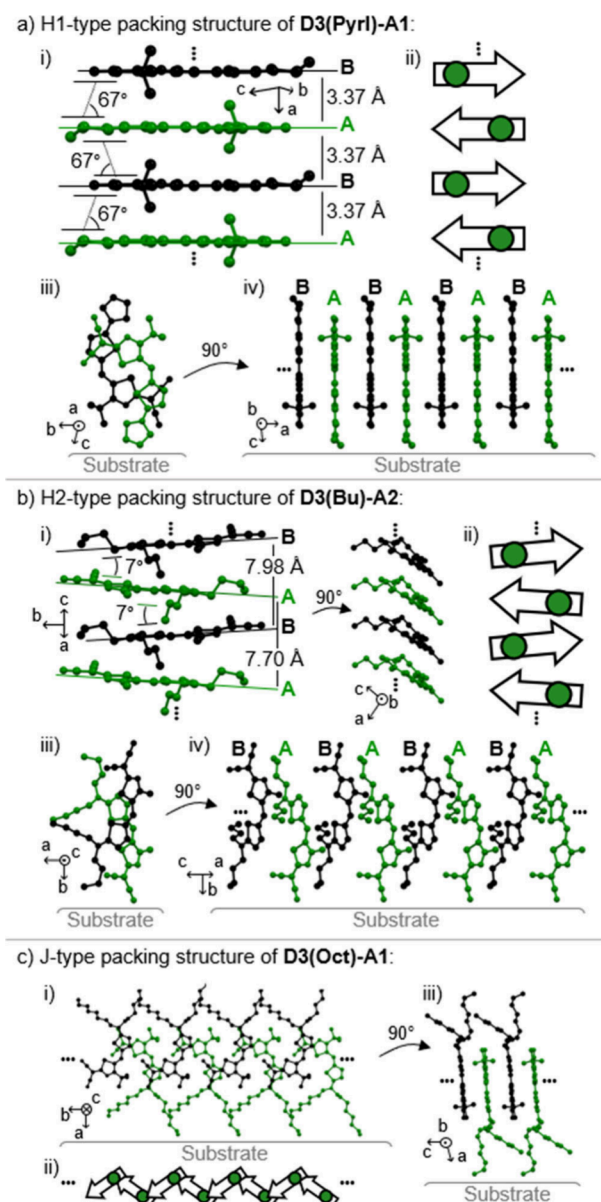 a) H1-type packing structure of D3(Pyrl)-A1:
i)
ii)
B
c
b
a
67°
3.37 Å
A
67°
3.37 Å
B
67°
3.37 Å
A
iii)
iv)
B A B A B A B A
90°
a
b
c
b
a
c
Substrate
Substrate
b) H2-type packing structure of D3(Bu)-A2:
i)
ii)
B
7°
7.98 Å
90°
c
b
a
7°
A
B
7.70 Å
A
c
b
a
iii)
iv)
B A B A B A B A
90°
a
c
b
c
a
b
Substrate
Substrate
c) J-type packing structure of D3(Oct)-A1:
i)
iii)
90°
b
c
a
b
c
a
Substrate
ii)
Substrate